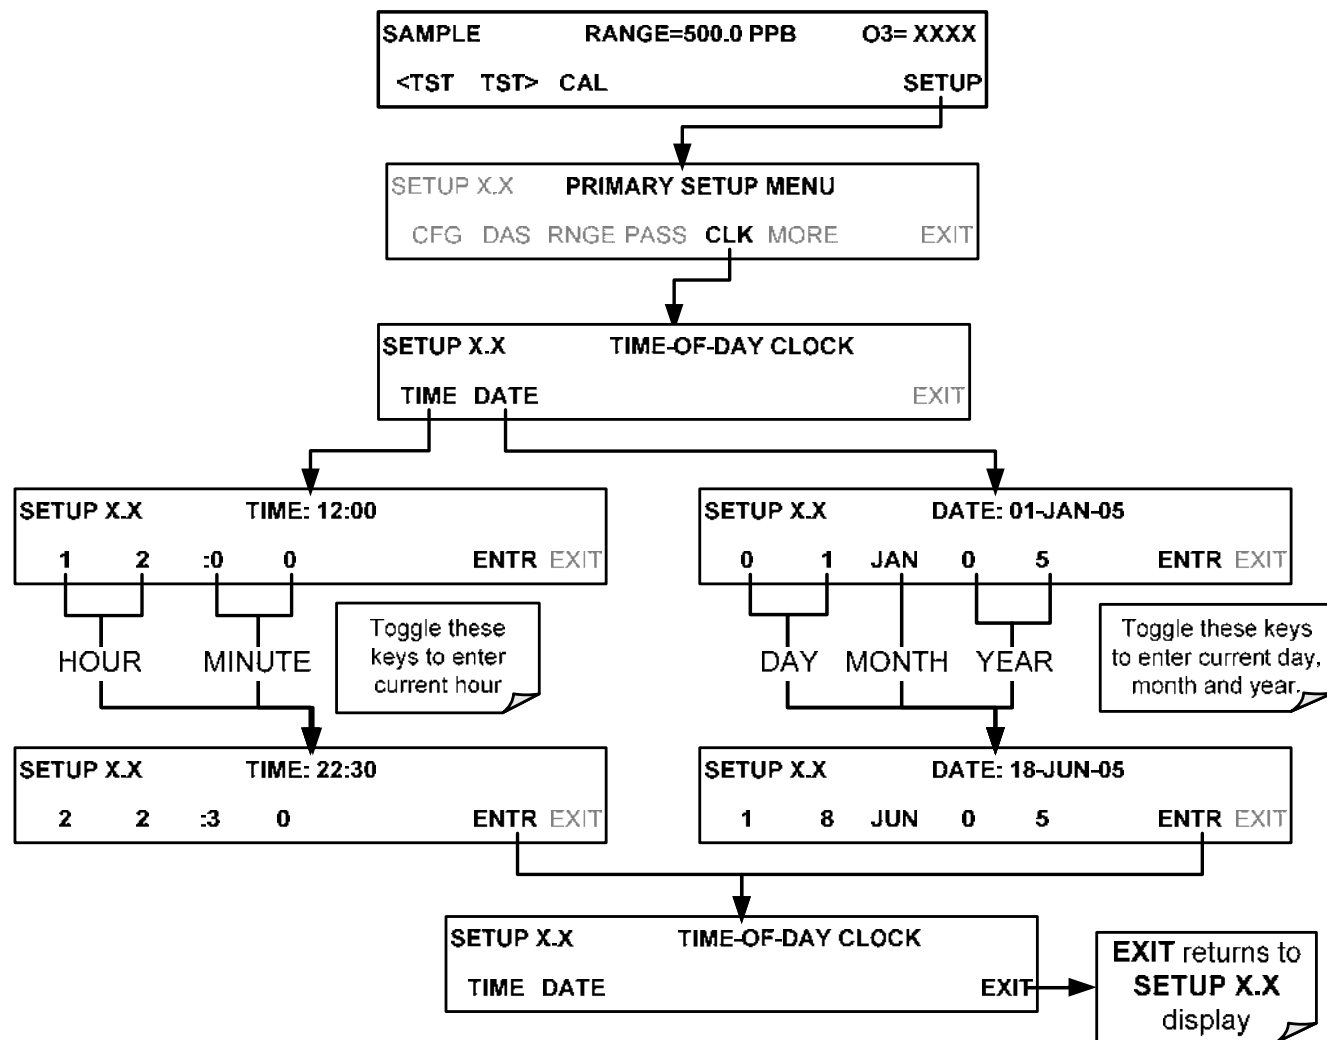 SAMPLE RANGE=500.0 PPB O3= XXXX
<TST TST> CAL SETUP
SETUP X.X PRIMARY SETUP MENU
CFG DAS RNGE PASS CLK MORE EXIT
SETUP X.X TIME-OF-DAY CLOCK
TIME DATE EXIT
SETUP X.X TIME: 12:00
1 2 :0 0 ENTR EXIT
HOUR MINUTE
Toggle these
keys to enter
current hour
SETUP X.X DATE: 01-JAN-05
0 1 JAN 0 5 ENTR EXIT
DAY MONTH YEAR
Toggle these keys
to enter current day,
month and year.
SETUP X.X TIME: 22:30
2 2 :3 0 ENTR EXIT
SETUP X.X DATE: 18-JUN-05
1 8 JUN 0 5 ENTR EXIT
SETUP X.X TIME-OF-DAY CLOCK
TIME DATE EXIT
EXIT returns to
SETUP X.X
display